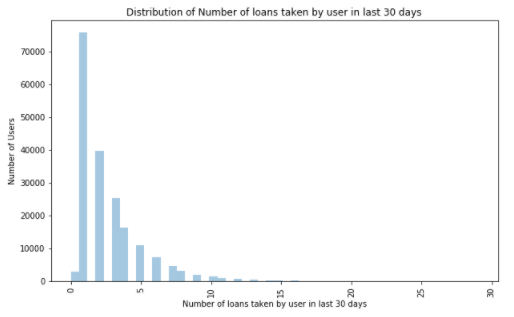 Distribution of Number of loans taken by user in last 30 days
70000
60000
50000
40000
30000
20000
10000
0
Number of Users
0 5 10 15 20 25 30
Number of loans taken by user in last 30 days